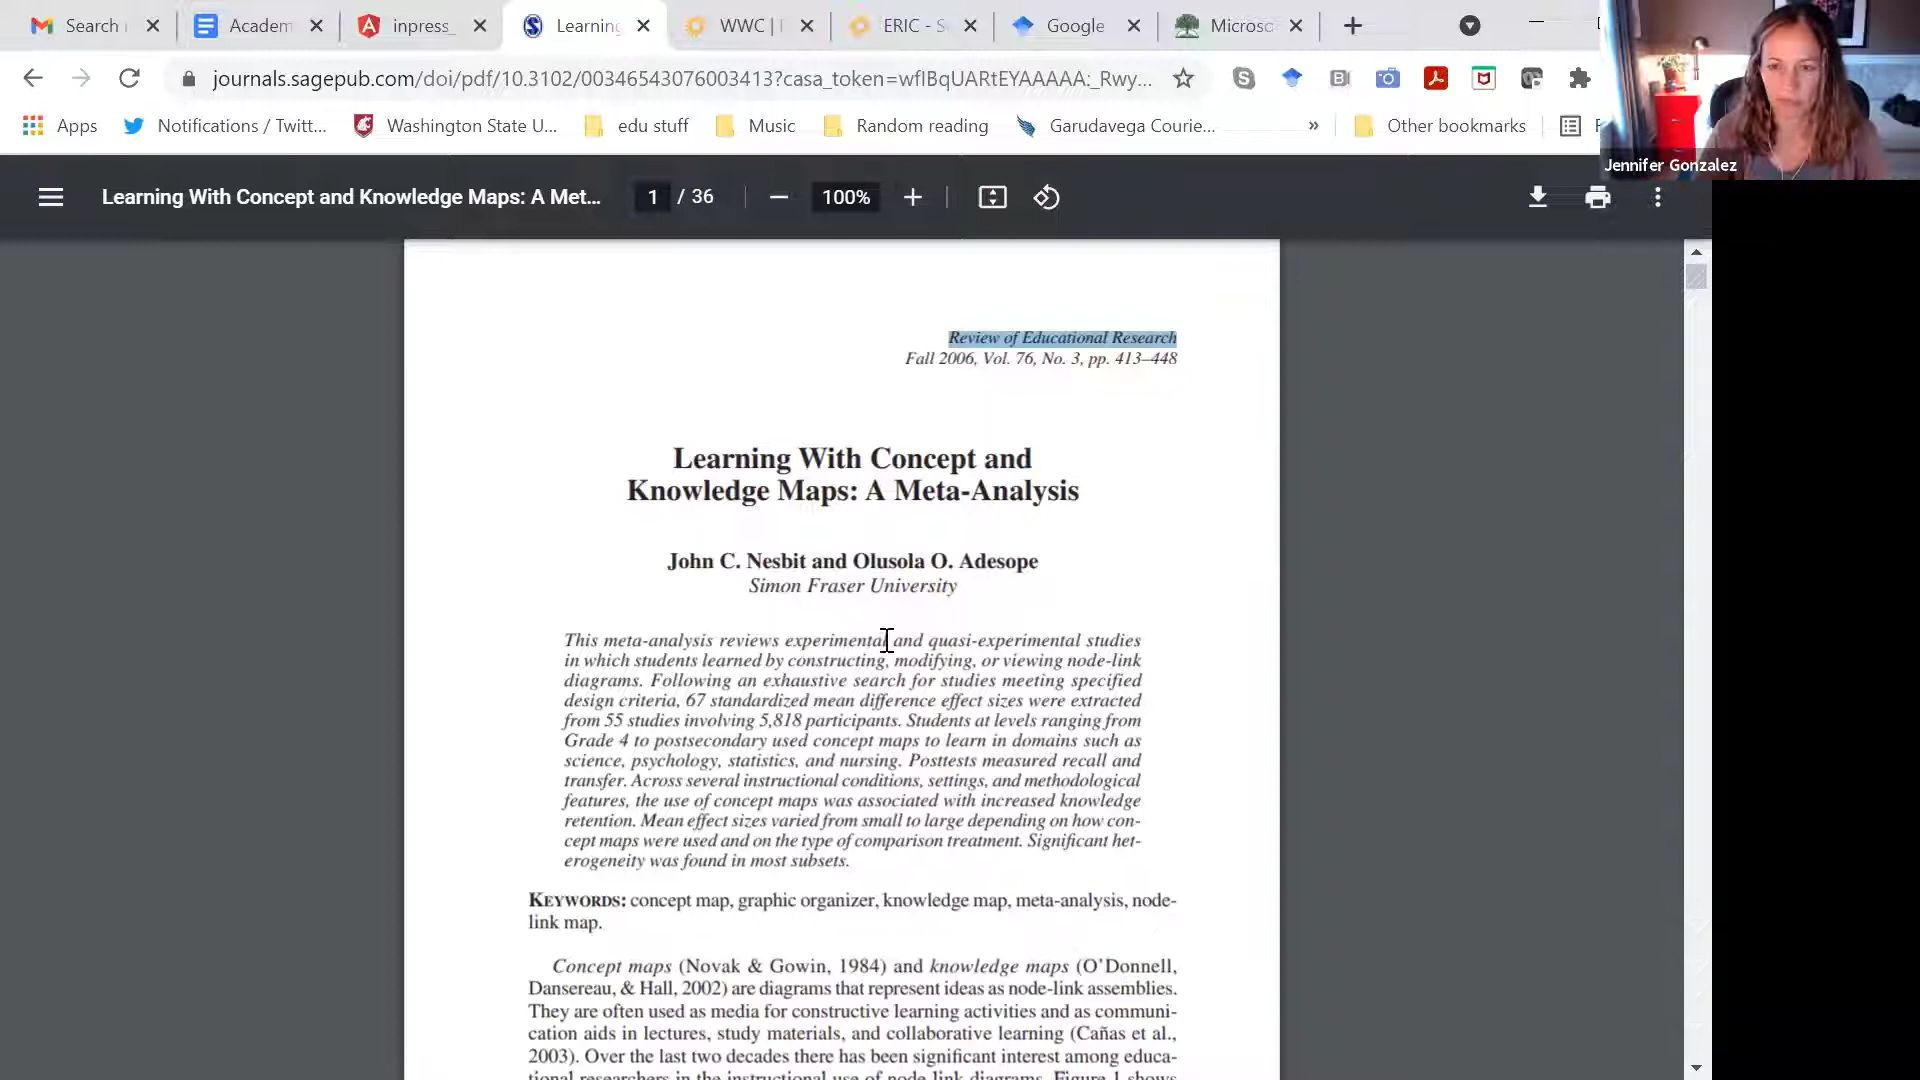 Search
Academ
inpress_
Learning
WWC | I
ERIC - S
Google
Microso
journals.sagepub.com/doi/pdf/10.3102/00346543076003413?casa_token=wfIBqUARtEYAAAAA:_Rwy...
Apps
Notifications / Twitt...
Washington State U...
edu stuff
Music
Random reading
Garudavega Courie...
»
Other bookmarks
Jennifer Gonzalez
Learning With Concept and Knowledge Maps: A Met...
1 / 36
100%
Review of Educational Research
Fall 2006, Vol. 76, No. 3, pp. 413–448
Learning With Concept and
Knowledge Maps: A Meta-Analysis
John C. Nesbit and Olusola O. Adesope
Simon Fraser University
This meta-analysis reviews experimental and quasi-experimental studies
in which students learned by constructing, modifying, or viewing node-link
diagrams. Following an exhaustive search for studies meeting specified
design criteria, 67 standardized mean difference effect sizes were extracted
from 55 studies involving 5,818 participants. Students at levels ranging from
Grade 4 to postsecondary used concept maps to learn in domains such as
science, psychology, statistics, and nursing. Posttests measured recall and
transfer. Across several instructional conditions, settings, and methodological
features, the use of concept maps was associated with increased knowledge
retention. Mean effect sizes varied from small to large depending on how con-
cept maps were used and on the type of comparison treatment. Significant het-
erogeneity was found in most subsets.
KEYWORDS: concept map, graphic organizer, knowledge map, meta-analysis, node-
link map.
Concept maps (Novak & Gowin, 1984) and knowledge maps (O'Donnell,
Dansereau, & Hall, 2002) are diagrams that represent ideas as node-link assemblies.
They are often used as media for constructive learning activities and as communi-
cation aids in lectures, study materials, and collaborative learning (Cañas et al.,
2003). Over the last two decades there has been significant interest among educa-
tional researchers in the instructional use of node-link diagrams. Figure 1 shows